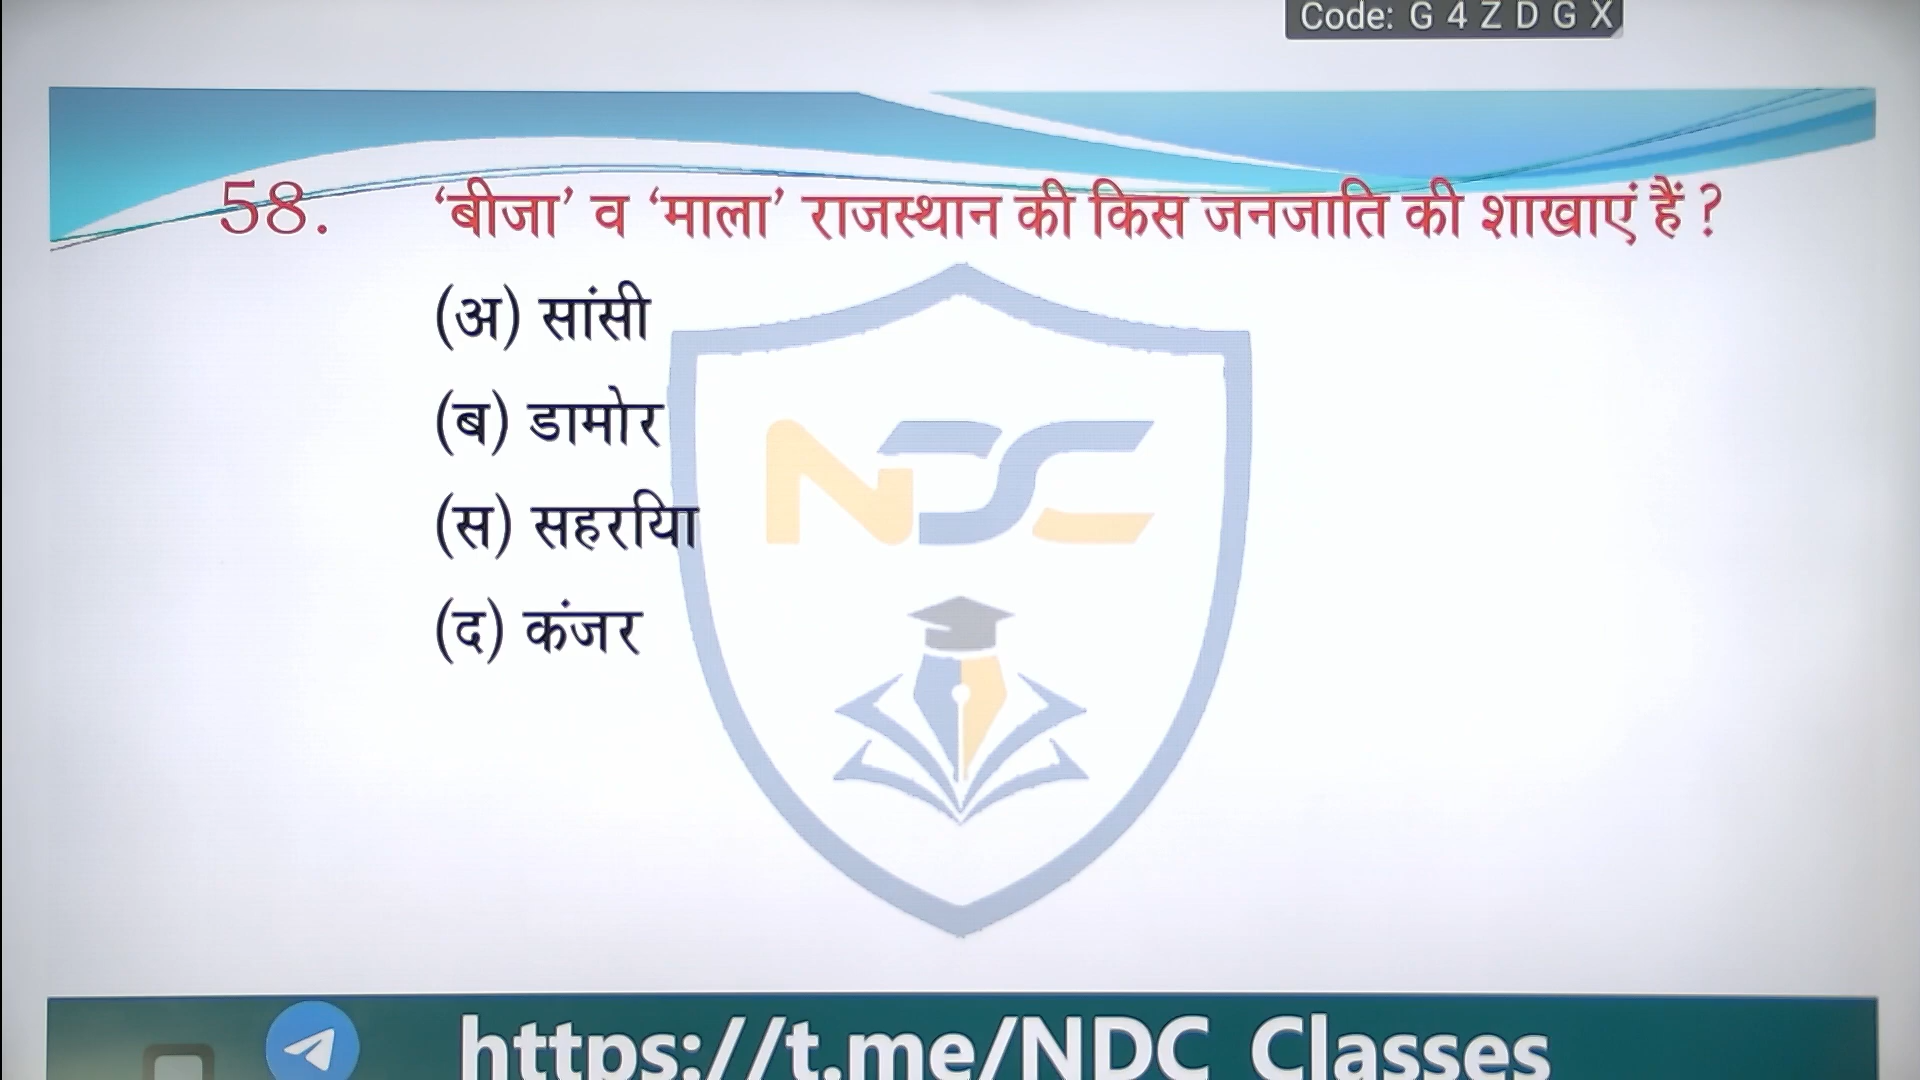 Code: G 4 Z D G X
58. ‘बीजा’ व ‘माला’ राजस्थान की किस जनजाति की शाखाएं हैं ?
(अ) सांसी
(ब) डामोर
(स) सहरिया
(द) कंजर
NDC
https://t.me/NDC_Classes